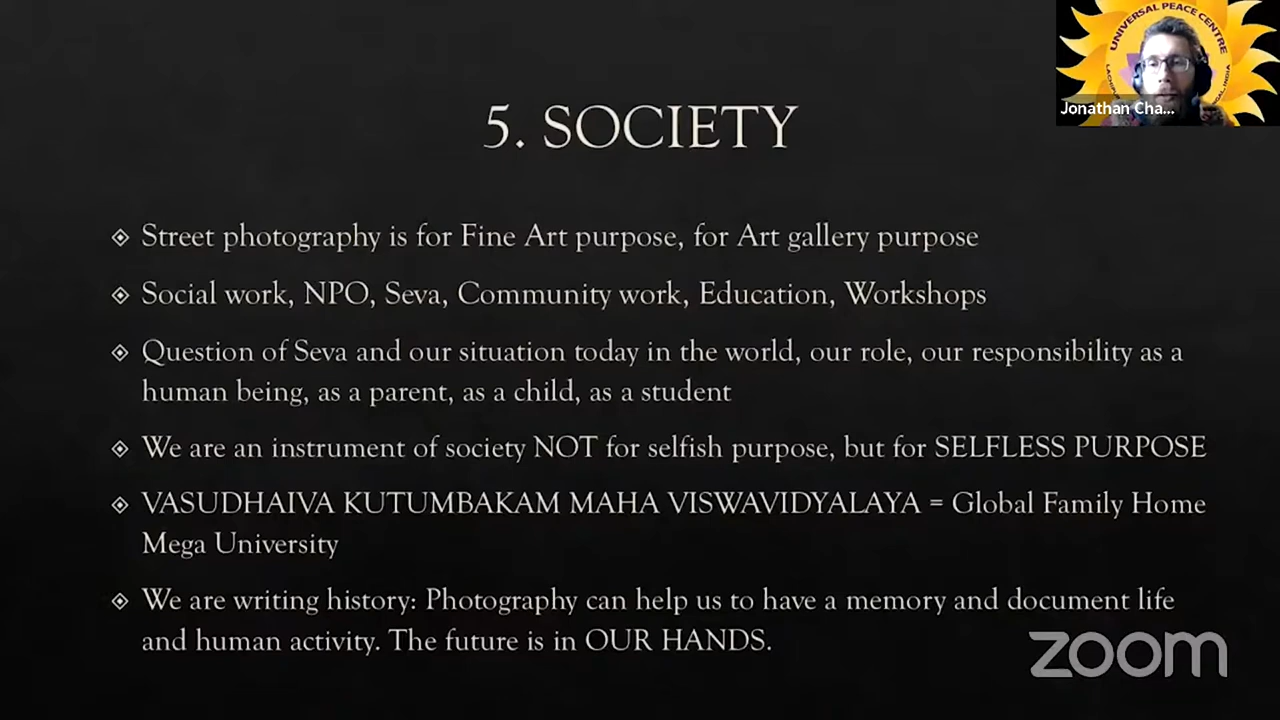 UNIVERSAL PEACE CENTRE
Jonathan Cha...
5. SOCIETY
Street photography is for Fine Art purpose, for Art gallery purpose
Social work, NPO, Seva, Community work, Education, Workshops
Question of Seva and our situation today in the world, our role, our responsibility as a
human being, as a parent, as a child, as a student
We are an instrument of society NOT for selfish purpose, but for SELFLESS PURPOSE
VASUDHAIVA KUTUMBAKAM MAHA VISWAVIDYALAYA = Global Family Home
Mega University
We are writing history: Photography can help us to have a memory and document life
and human activity. The future is in OUR HANDS.
zoom